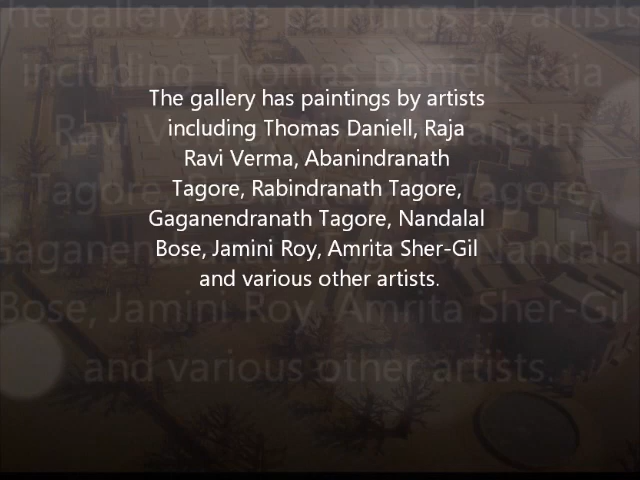 The gallery has paintings by artists
including Thomas Daniell, Raja
Ravi Verma, Abanindranath
Tagore, Rabindranath Tagore,
Gaganendranath Tagore, Nandalal
Bose, Jamini Roy, Amrita Sher-Gil
and various other artists.